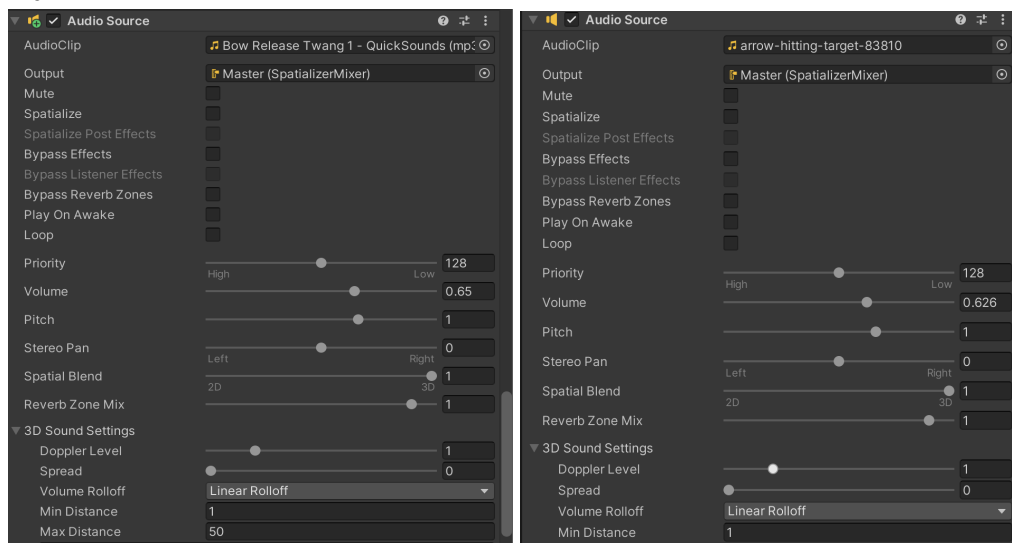 Audio Source
AudioClip
Bow Release Twang 1 - QuickSounds (mp3
Output
Master (SpatializerMixer)
Mute
Spatialize
Spatialize Post Effects
Bypass Effects
Bypass Listener Effects
Bypass Reverb Zones
Play On Awake
Loop
Priority
128
High Low
Volume
0.65
Pitch
1
Stereo Pan
0
Left Right
Spatial Blend
1
2D 3D
Reverb Zone Mix
1
3D Sound Settings
Doppler Level
1
Spread
0
Volume Rolloff
Linear Rolloff
Min Distance
1
Max Distance
50
Audio Source
AudioClip
arrow-hitting-target-83810
Output
Master (SpatializerMixer)
Mute
Spatialize
Spatialize Post Effects
Bypass Effects
Bypass Listener Effects
Bypass Reverb Zones
Play On Awake
Loop
Priority
128
High Low
Volume
0.626
Pitch
1
Stereo Pan
0
Left Right
Spatial Blend
1
2D 3D
Reverb Zone Mix
1
3D Sound Settings
Doppler Level
1
Spread
0
Volume Rolloff
Linear Rolloff
Min Distance
1